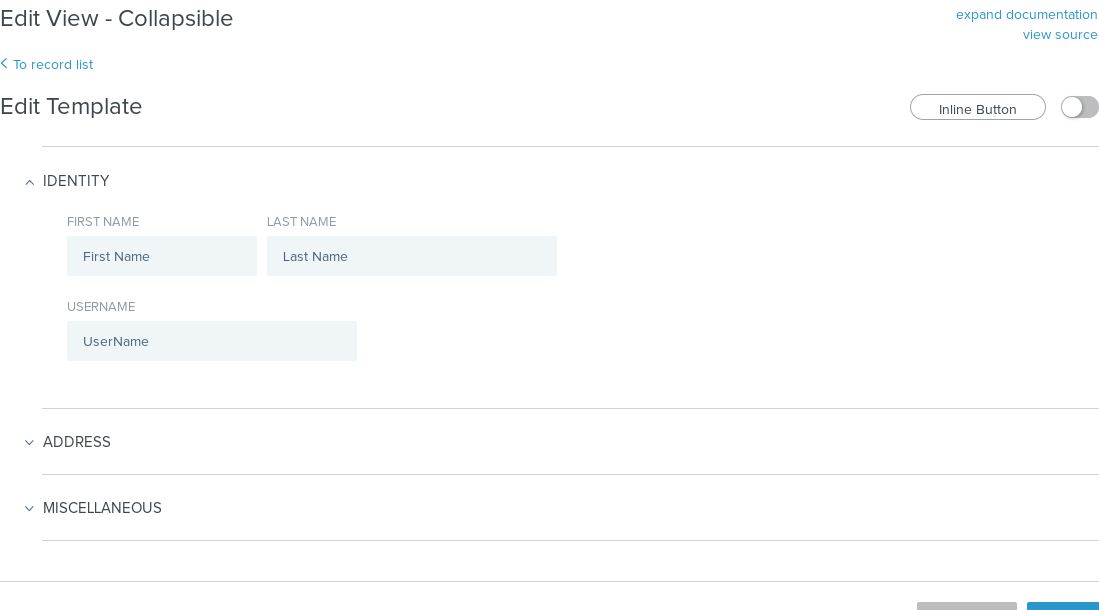 Edit View - Collapsible
expand documentation
view source
To record list
Edit Template
Inline Button
IDENTITY
FIRST NAME LAST NAME
First Name Last Name
USERNAME
UserName
ADDRESS
MISCELLANEOUS